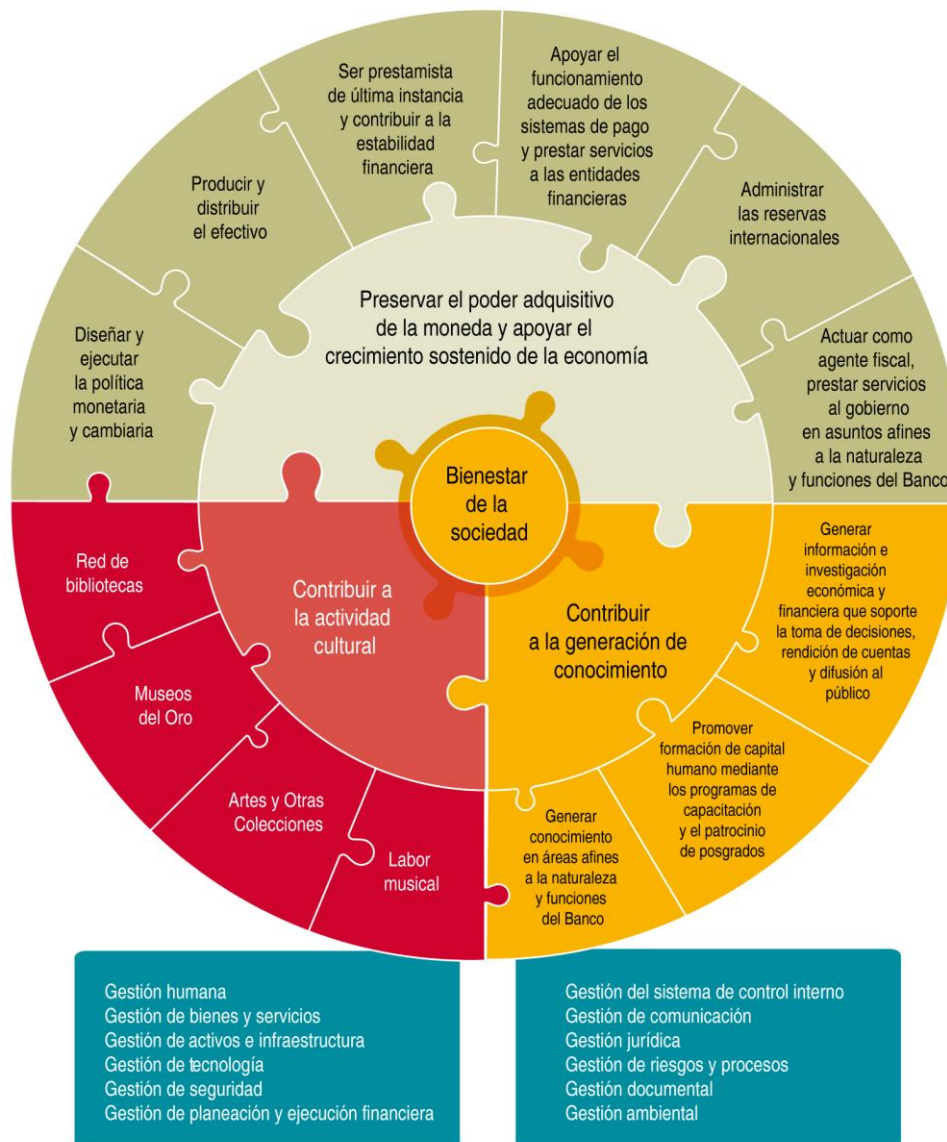 Ser prestamista
de última instancia
y contribuir a la
estabilidad
financiera
Apoyar el
funcionamiento
adecuado de los
sistemas de pago
y prestar servicios
a las entidades
financieras
Producir y
distribuir
el efectivo
Administrar
las reservas
internacionales
Diseñar y
ejecutar
la política
monetaria
y cambiaria
Preservar el poder adquisitivo
de la moneda y apoyar el
crecimiento sostenido de la economía
Actuar como
agente fiscal,
prestar servicios
al gobierno
en asuntos afines
a la naturaleza
y funciones del Banco
Bienestar
de la
sociedad
Red de
bibliotecas
Contribuir a
la actividad
cultural
Contribuir
a la generación de
conocimiento
Generar
información e
investigación
económica y
financiera que soporte
la toma de decisiones,
rendición de cuentas
y difusión al
público
Museos
del Oro
Artes y Otras
Colecciones
Labor
musical
Generar
conocimiento
en áreas afines
a la naturaleza
y funciones
del Banco
Promover
formación de capital
humano mediante
los programas de
capacitación
y el patrocinio
de posgrados
Gestión humana
Gestión de bienes y servicios
Gestión de activos e infraestructura
Gestión de tecnología
Gestión de seguridad
Gestión de planeación y ejecución financiera
Gestión del sistema de control interno
Gestión de comunicación
Gestión jurídica
Gestión de riesgos y procesos
Gestión documental
Gestión ambiental